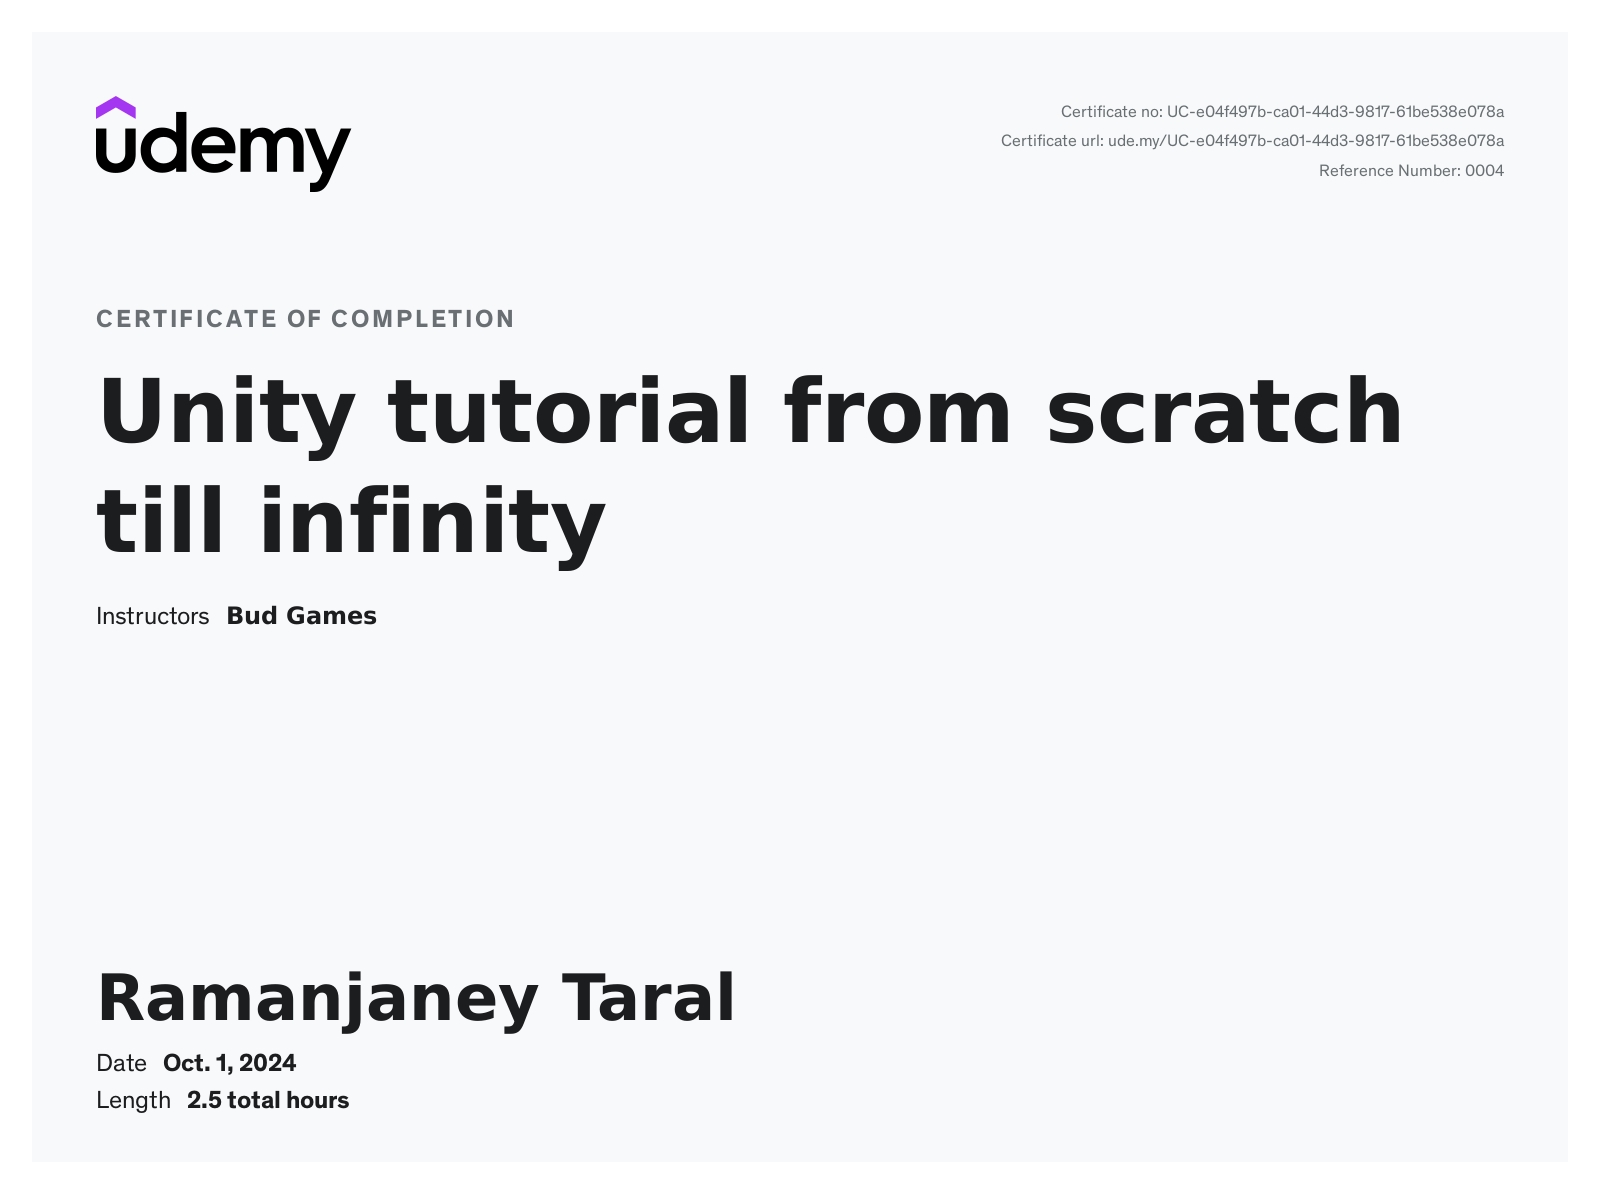 udemy
Certificate no: UC-e04f497b-ca01-44d3-9817-61be538e078a
Certificate url: ude.my/UC-e04f497b-ca01-44d3-9817-61be538e078a
Reference Number: 0004
CERTIFICATE OF COMPLETION
Unity tutorial from scratch
till infinity
Instructors Bud Games
Ramanjaney Taral
Date Oct. 1, 2024
Length 2.5 total hours